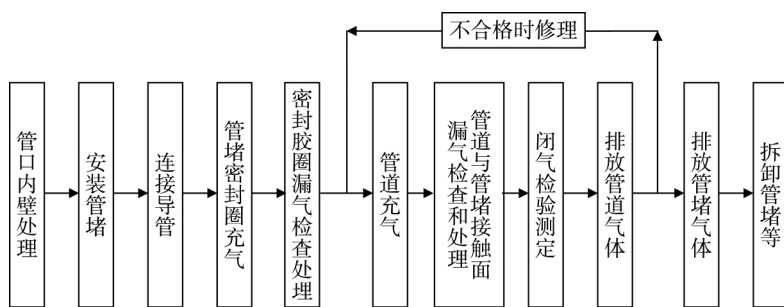 不合格时修理
管口内壁处理
安装管堵
连接导管
管堵密封圈充气
密封胶圈漏气检查处埋
管道充气
管道与管堵接触面
漏气检查和处理
闭气检验测定
排放管道气体
排放管堵气体
拆卸管堵等